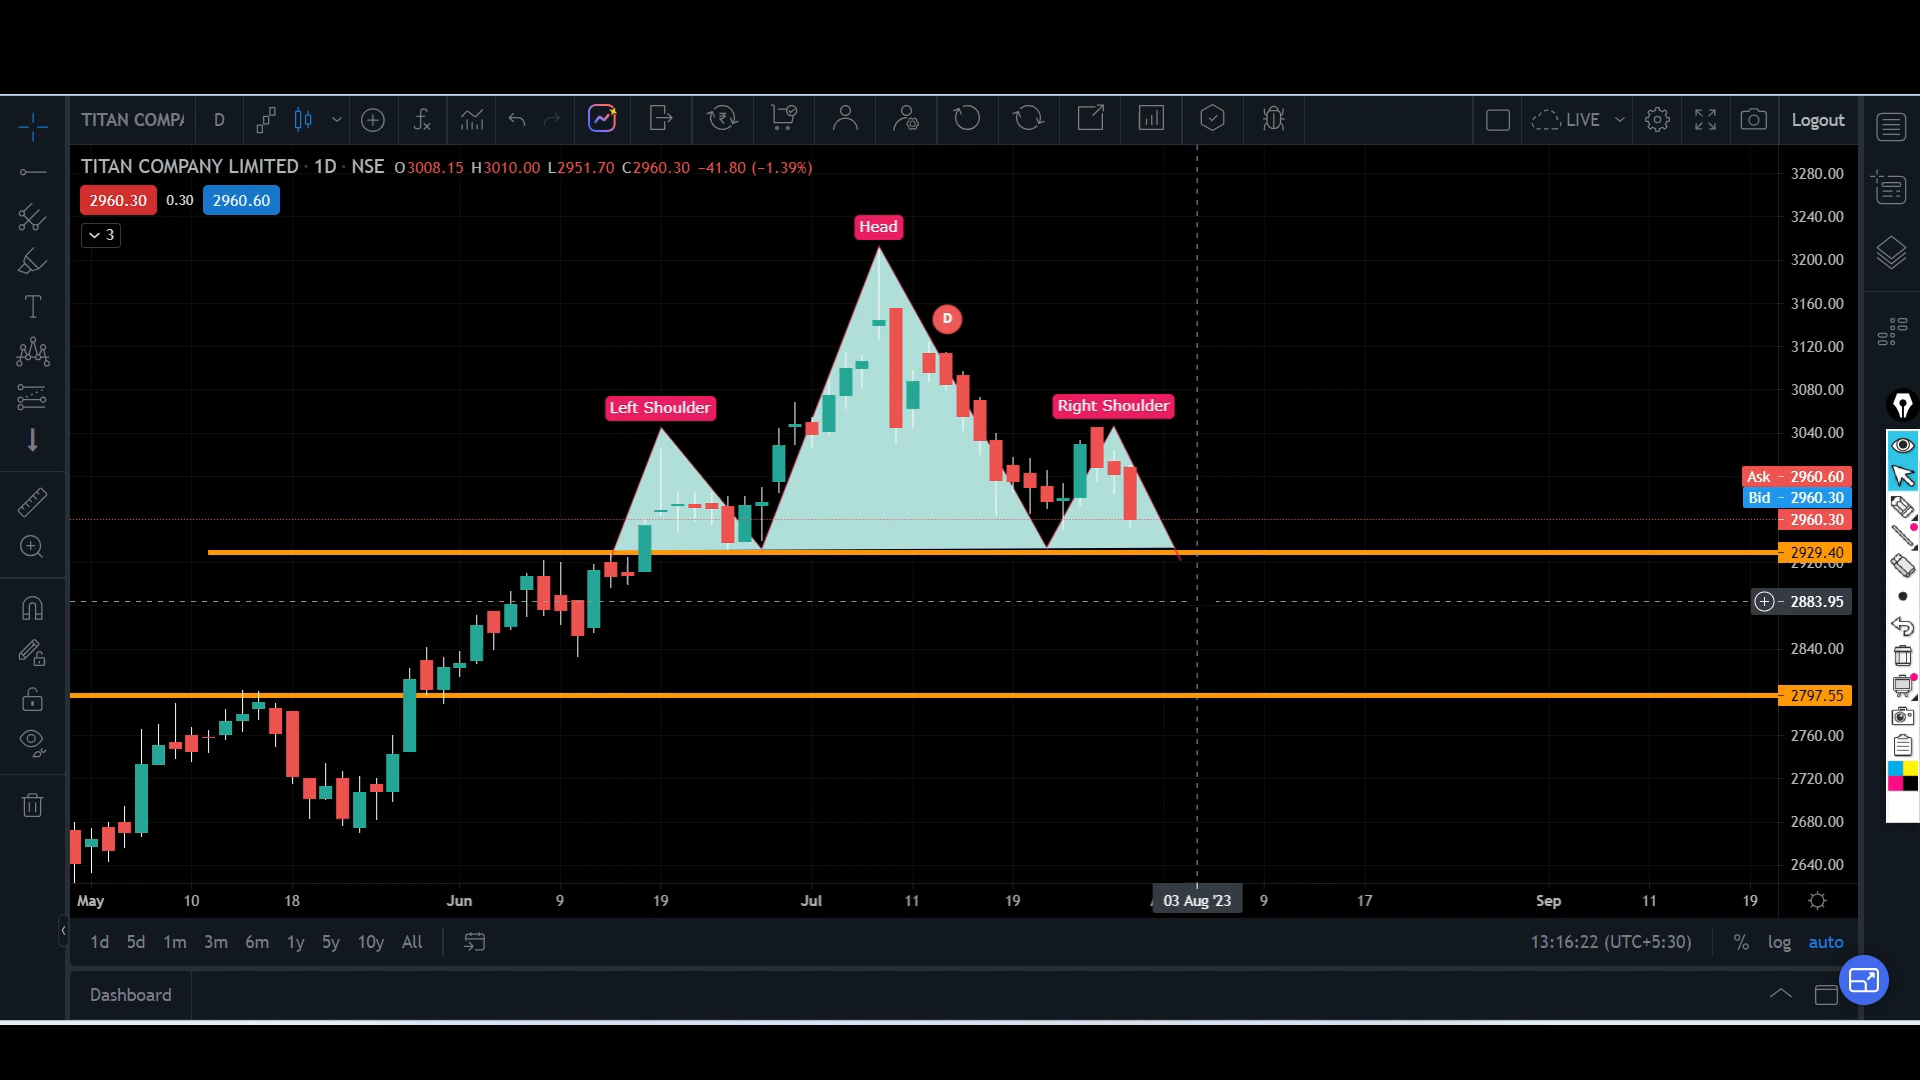 TITAN COMPA D LIVE Logout
TITAN COMPANY LIMITED · 1D · NSE O3008.15 H3010.00 L2951.70 C2960.30 −41.80 (−1.39%)
2960.30 0.30 2960.60
3
Head
D
Left Shoulder
Right Shoulder
3280.00
3240.00
3200.00
3160.00
3120.00
3080.00
3040.00
Ask 2960.60
Bid 2960.30
2960.30
2929.40
2920.00
2883.95
2840.00
2797.55
2760.00
2720.00
2680.00
2640.00
May 10 18 Jun 9 19 Jul 11 19 03 Aug '23 9 17 Sep 11 19
1d 5d 1m 3m 6m 1y 5y 10y All 13:16:22 (UTC+5:30) % log auto
Dashboard